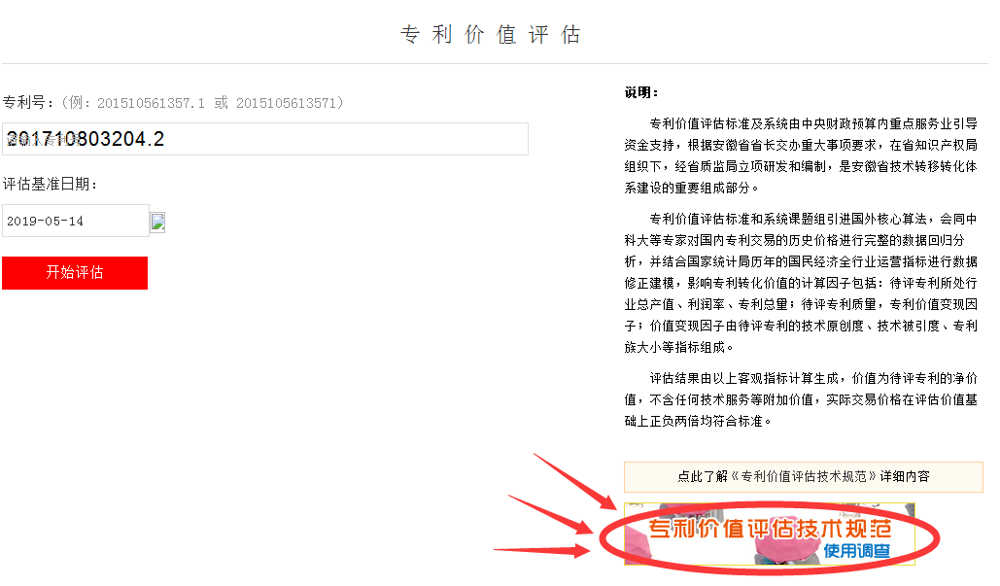 专利价值评估
专利号：（例：201510561357.1 或 2015105613571）
201710803204.2
评估基准日期：
2019-05-14
开始评估
说明：
专利价值评估标准及系统由中央财政预算内重点服务业引导
资金支持，根据安徽省省长交办重大事项要求，在省知识产权局
组织下，经省质监局立项研发和编制，是安徽省技术转移转化体
系建设的重要组成部分。
专利价值评估标准和系统课题组引进国外核心算法，会同中
科大等专家对国内专利交易的历史价格进行完整的数据回归分
析，并结合国家统计局历年的国民经济全行业运营指标进行数据
修正建模，影响专利转化价值的计算因子包括：待评专利所处行
业总产值、利润率、专利总量；待评专利质量，专利价值变现因
子；价值变现因子由待评专利的技术原创度、技术被引度、专利
族大小等指标组成。
评估结果由以上客观指标计算生成，价值为待评专利的净价
值，不含任何技术服务等附加价值，实际交易价格在评估价值基
础上正负两倍均符合标准。
点此了解《专利价值评估技术规范》详细内容
专利价值评估技术规范
使用调查